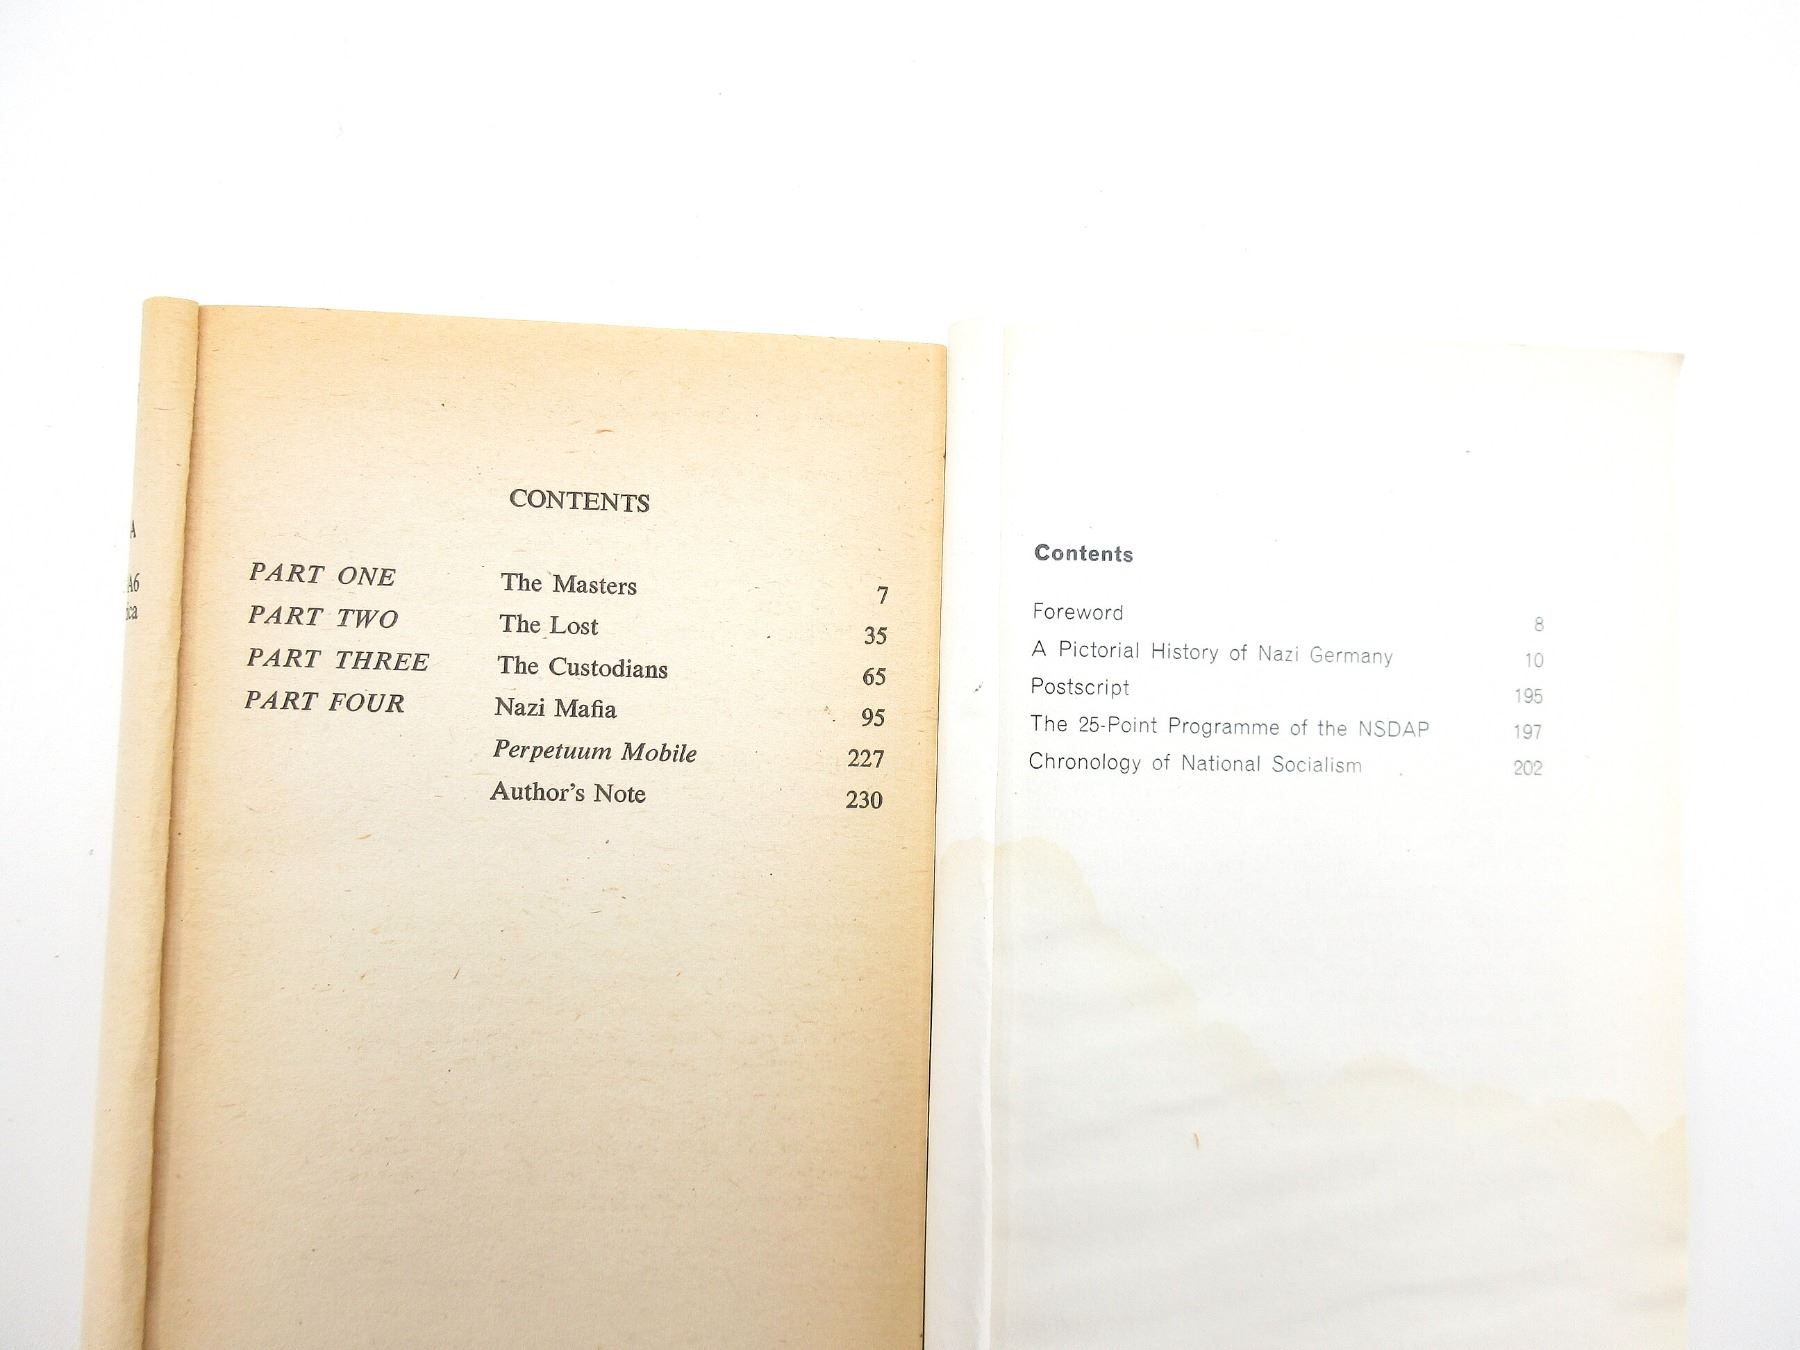 A
A6
ica
CONTENTS
PART ONE The Masters 7
PART TWO The Lost 35
PART THREE The Custodians 65
PART FOUR Nazi Mafia 95
Perpetuum Mobile 227
Author's Note 230
Contents
Foreword 8
A Pictorial History of Nazi Germany 10
Postscript 195
The 25-Point Programme of the NSDAP 197
Chronology of National Socialism 202